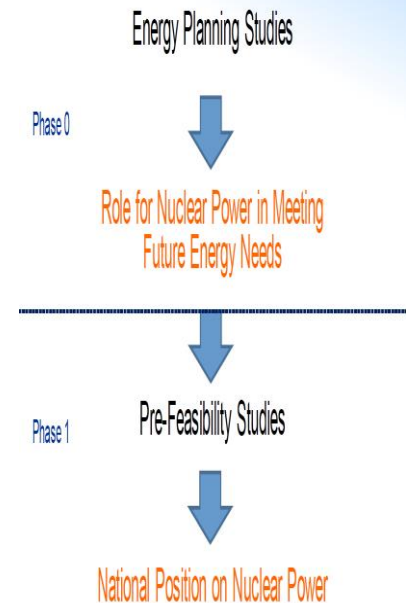 Energy Planning Studies
Phase 0
Role for Nuclear Power in Meeting
Future Energy Needs
Phase 1
Pre-Feasibility Studies
National Position on Nuclear Power